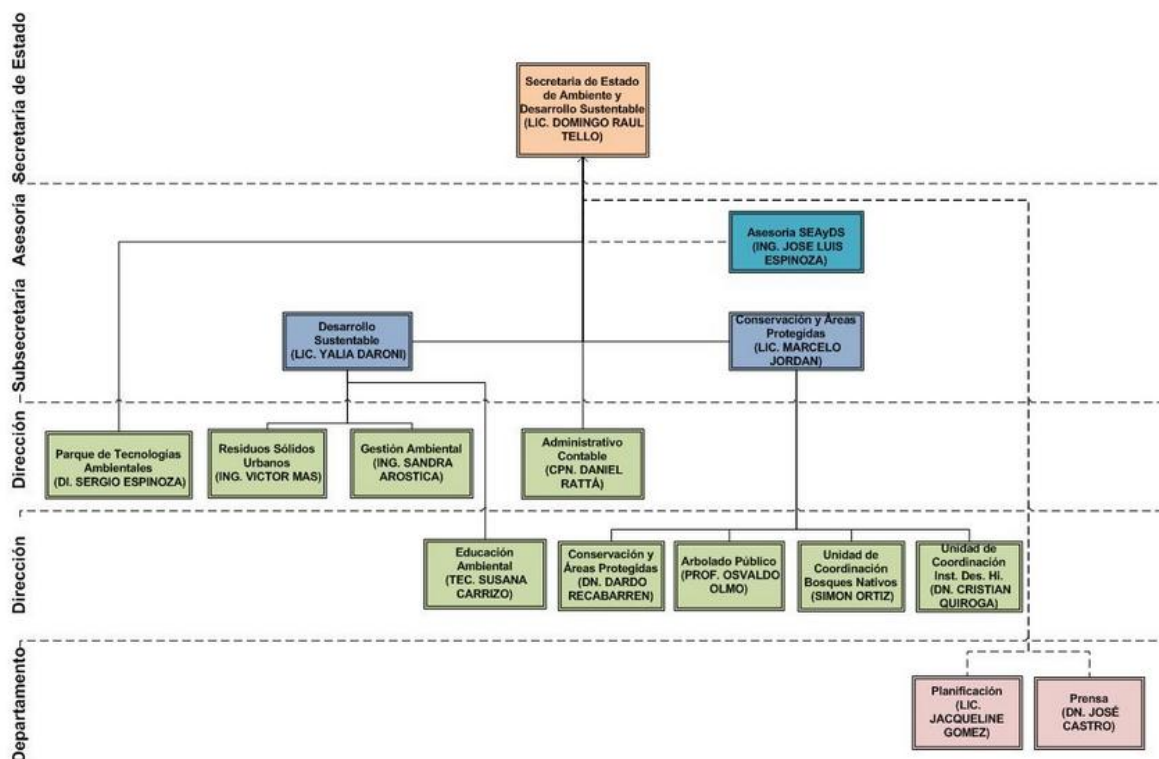 Secretaría de Estado
Asesoría
Subsecretaria
Dirección
Dirección
Departamento
Secretaria de Estado
de Ambiente y
Desarrollo Sustentable
(LIC. DOMINGO RAUL
TELLO)
Asesoria SEAyDS
(ING. JOSE LUIS
ESPINOZA)
Desarrollo
Sustentable
(LIC. YALIA DARONI)
Conservación y Áreas
Protegidas
(LIC. MARCELO
JORDAN)
Parque de Tecnologías
Ambientales
(DI. SERGIO ESPINOZA)
Residuos Sólidos
Urbanos
(ING. VICTOR MAS)
Gestión Ambiental
(ING. SANDRA
AROSTICA)
Administrativo
Contable
(CPN. DANIEL
RATTÁ)
Educación
Ambiental
(TEC. SUSANA
CARRIZO)
Conservación y
Áreas Protegidas
(DN. DARDO
RECABARREN)
Arbolado Público
(PROF. OSVALDO
OLMO)
Unidad de
Coordinación
Bosques Nativos
(SIMON ORTIZ)
Unidad de
Coordinación
Inst. Des. Hi.
(DN. CRISTIAN
QUIROGA)
Planificación
(LIC.
JACQUELINE
GOMEZ)
Prensa
(DN. JOSÉ
CASTRO)